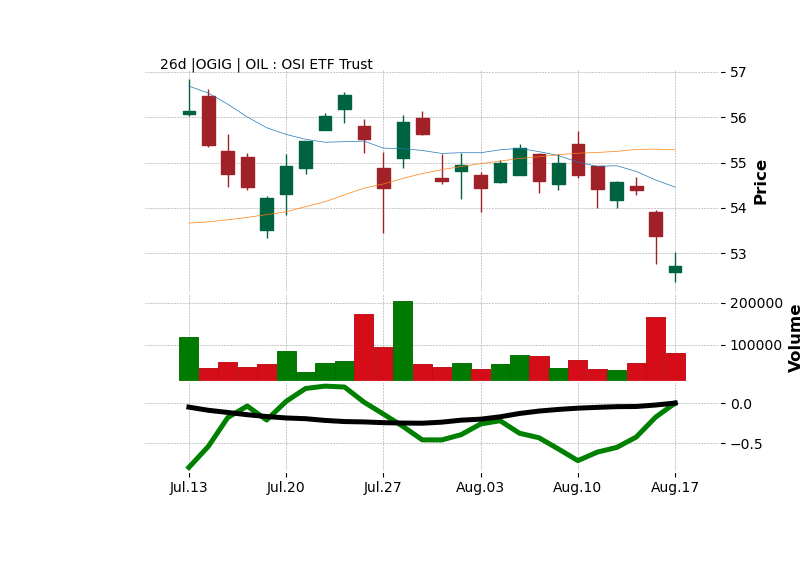 26d |OGIG | OIL : OSI ETF Trust
57
56
55
54
53
Price
200000
100000
Volume
0.0
−0.5
Jul.13 Jul.20 Jul.27 Aug.03 Aug.10 Aug.17